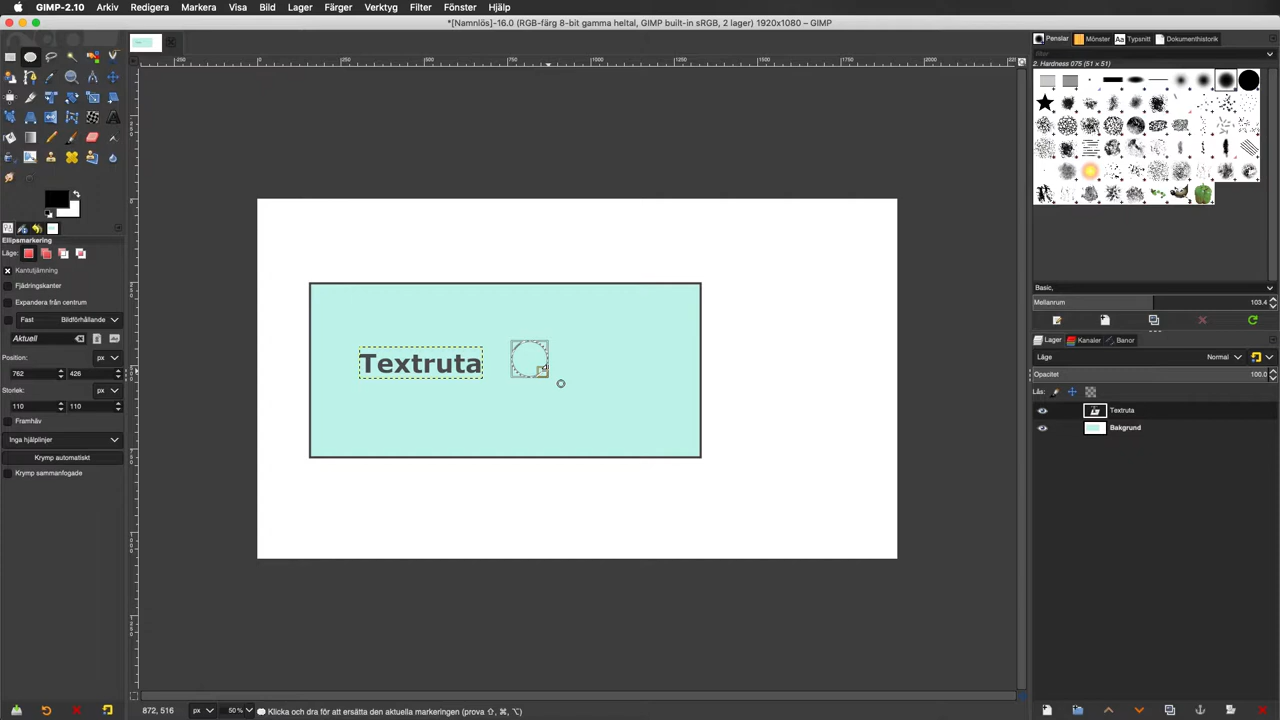 GIMP-2.10 Arkiv Redigera Markera Visa Bild Lager Färger Verktyg Filter Fönster Hjälp
*[Namnlös]-16.0 (RGB-färg 8-bit gamma heltal, GIMP built-in sRGB, 2 lager) 1920x1080 – GIMP
Penslar Mönster Aa Typsnitt Dokumenthistorik
Filter
2. Hardness 075 (51 × 51)
Ellipsmarkering
Läge:
Kantutjämning
Fjädringskanter
Expandera från centrum
Fast Bildförhållande
Aktuell
Position: px
762 426
Storlek: px
110 110
Framhäv
Inga hjälplinjer
Krymp automatiskt
Krymp sammanfogade
Textruta
Basic,
Mellanrum 103.4
Lager Kanaler Banor
Läge Normal
Opacitet 100.0
Lås:
Textruta
Bakgrund
872, 516 px 50% Klicka och dra för att ersätta den aktuella markeringen (prova ⇧, ⌘, ⌥)